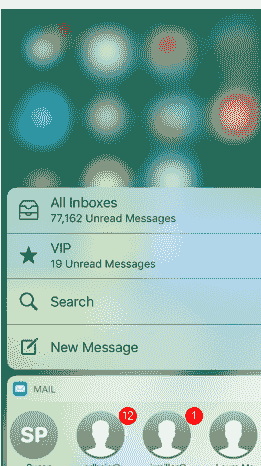 All Inboxes
77,162 Unread Messages
VIP
19 Unread Messages
Search
New Message
MAIL
12
1
SP